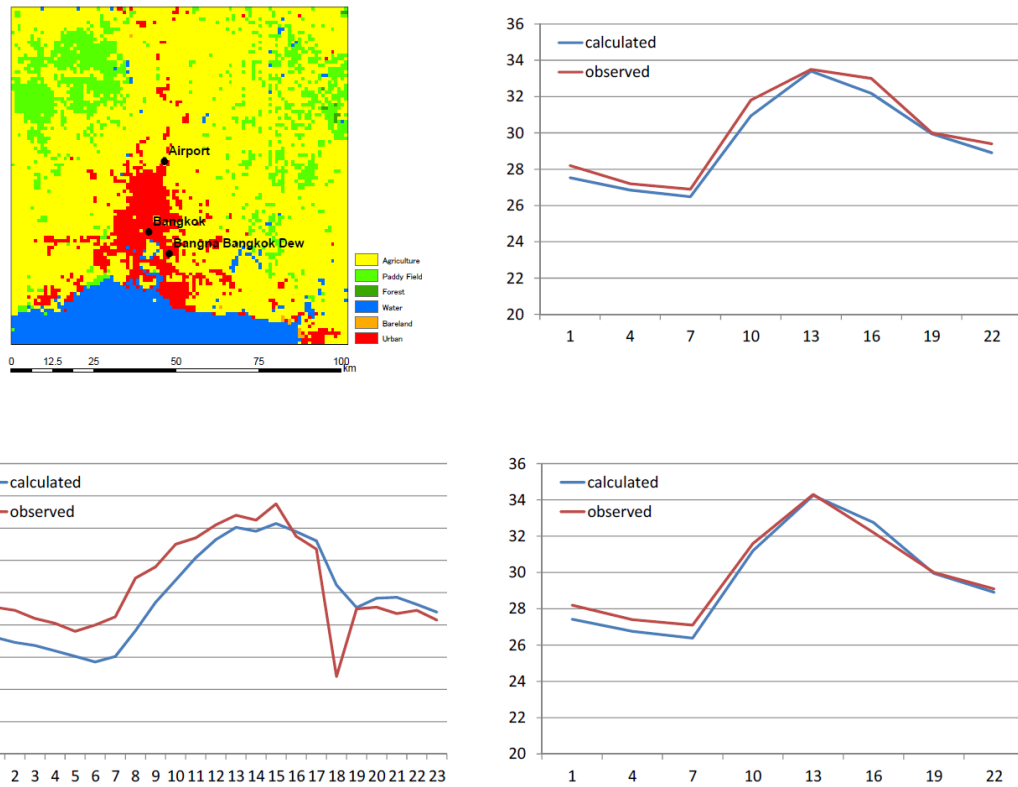 Airport
Bangkok
Bangna Bangkok Dew
Agriculture
Paddy Field
Forest
Water
Bareland
Urban
0 12.5 25 50 75 100
km
36
34
32
30
28
26
24
22
20
calculated
observed
1 4 7 10 13 16 19 22
calculated
observed
2 3 4 5 6 7 8 9 10 11 12 13 14 15 16 17 18 19 20 21 22 23
36
34
32
30
28
26
24
22
20
calculated
observed
1 4 7 10 13 16 19 22